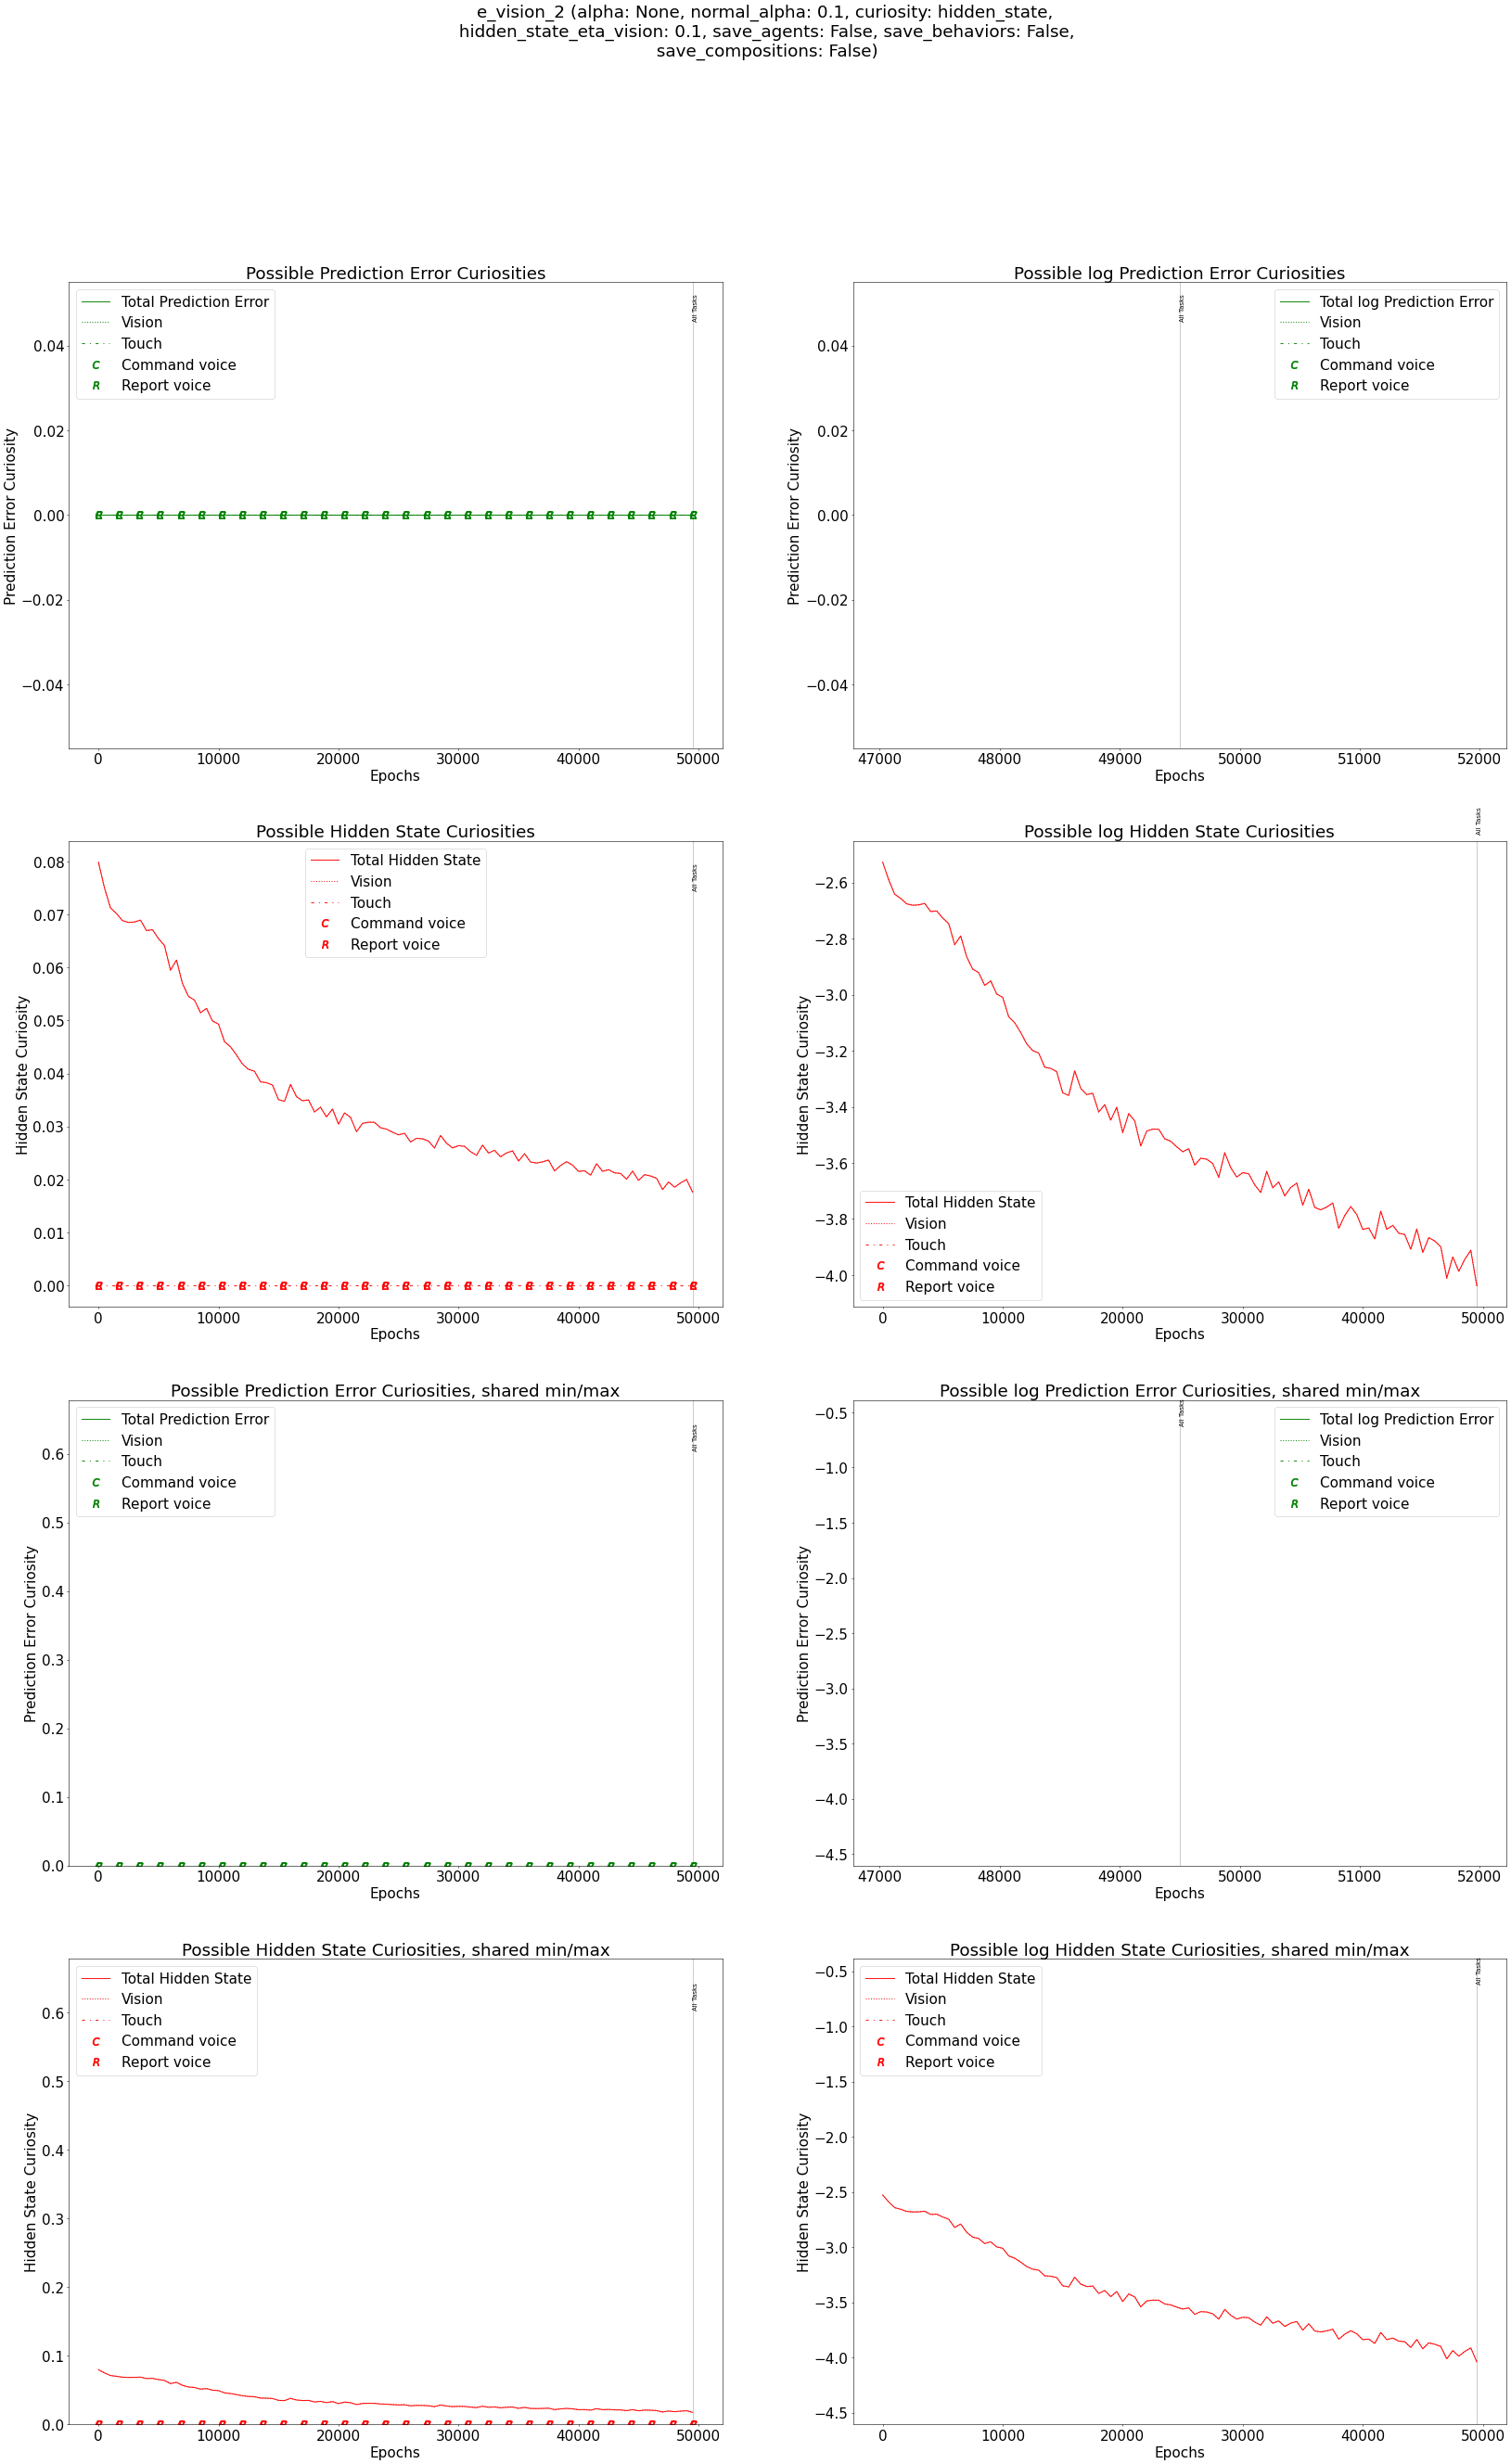 e_vision_2 (alpha: None, normal_alpha: 0.1, curiosity: hidden_state,
hidden_state_eta_vision: 0.1, save_agents: False, save_behaviors: False,
save_compositions: False)
Possible Prediction Error Curiosities
Total Prediction Error
Vision
Touch
C Command voice
R Report voice
All Tasks
Prediction Error Curiosity
0.04
0.02
0.00
−0.02
−0.04
0 10000 20000 30000 40000 50000
Epochs
Possible log Prediction Error Curiosities
Total log Prediction Error
Vision
Touch
C Command voice
R Report voice
All Tasks
Prediction Error Curiosity
0.04
0.02
0.00
−0.02
−0.04
47000 48000 49000 50000 51000 52000
Epochs
Possible Hidden State Curiosities
Total Hidden State
Vision
Touch
C Command voice
R Report voice
All Tasks
Hidden State Curiosity
0.08
0.07
0.06
0.05
0.04
0.03
0.02
0.01
0.00
0 10000 20000 30000 40000 50000
Epochs
Possible log Hidden State Curiosities
All Tasks
Hidden State Curiosity
−2.6
−2.8
−3.0
−3.2
−3.4
−3.6
−3.8
−4.0
Total Hidden State
Vision
Touch
C Command voice
R Report voice
0 10000 20000 30000 40000 50000
Epochs
Possible Prediction Error Curiosities, shared min/max
Total Prediction Error
Vision
Touch
C Command voice
R Report voice
All Tasks
Prediction Error Curiosity
0.6
0.5
0.4
0.3
0.2
0.1
0.0
0 10000 20000 30000 40000 50000
Epochs
Possible log Prediction Error Curiosities, shared min/max
Total log Prediction Error
Vision
Touch
C Command voice
R Report voice
All Tasks
Prediction Error Curiosity
−0.5
−1.0
−1.5
−2.0
−2.5
−3.0
−3.5
−4.0
−4.5
47000 48000 49000 50000 51000 52000
Epochs
Possible Hidden State Curiosities, shared min/max
Total Hidden State
Vision
Touch
C Command voice
R Report voice
All Tasks
Hidden State Curiosity
0.6
0.5
0.4
0.3
0.2
0.1
0.0
0 10000 20000 30000 40000 50000
Epochs
Possible log Hidden State Curiosities, shared min/max
Total Hidden State
Vision
Touch
C Command voice
R Report voice
All Tasks
Hidden State Curiosity
−0.5
−1.0
−1.5
−2.0
−2.5
−3.0
−3.5
−4.0
−4.5
0 10000 20000 30000 40000 50000
Epochs